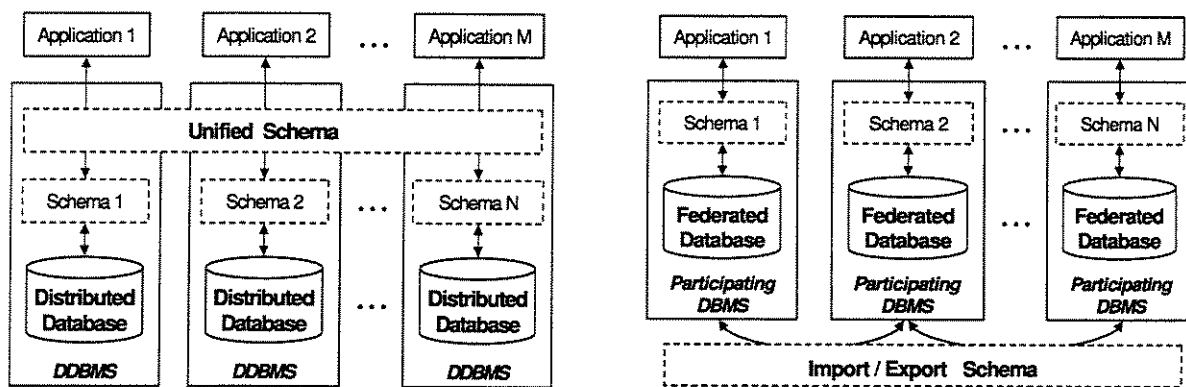 Application 1
Application 2
...
Application M
Unified Schema
Schema 1
Schema 2
...
Schema N
Distributed
Database
Distributed
Database
...
Distributed
Database
DDBMS
DDBMS
DDBMS
Application 1
Application 2
...
Application M
Schema 1
Schema 2
...
Schema N
Federated
Database
Federated
Database
...
Federated
Database
Participating
DBMS
Participating
DBMS
Participating
DBMS
Import / Export Schema